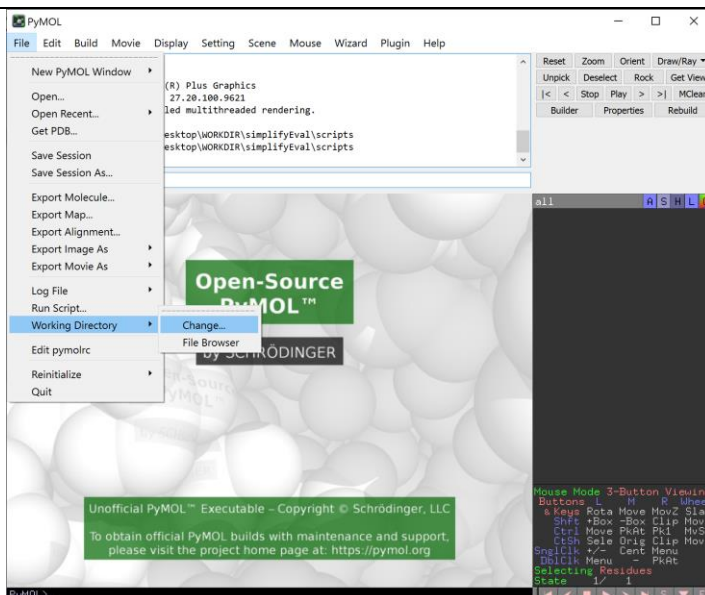 PyMOL
File Edit Build Movie Display Setting Scene Mouse Wizard Plugin Help
New PyMOL Window
Open...
Open Recent...
Get PDB...
Save Session
Save Session As...
Export Molecule...
Export Map...
Export Alignment...
Export Image As
Export Movie As
Log File
Run Script...
Working Directory
Edit pymolrc
Reinitialize
Quit
Change...
File Browser
(R) Plus Graphics
27.20.100.9621
led multithreaded rendering.
esktop\WORKDIR\simplifyEval\scripts
esktop\WORKDIR\simplifyEval\scripts
Reset Zoom Orient Draw/Ray
Unpick Deselect Rock Get View
|< < Stop Play > >| MClear
Builder Properties Rebuild
all A S H L
Open-Source
PyMOL™
by SCHRÖDINGER
Unofficial PyMOL™ Executable – Copyright © Schrödinger, LLC
To obtain official PyMOL builds with maintenance and support,
please visit the project home page at: https://pymol.org
Mouse Mode 3-Button Viewin
Buttons L M R Whee
& Keys Rota Move MovZ Sla
Shft +Box -Box Clip Mov
Ctrl Move PkAt Pk1 MvS
CtSh Sele Orig Clip Mov
SnglClk +/- Cent Menu
DblClk Menu - PkAt
Selecting Residues
State 1/ 1
PyMOL>